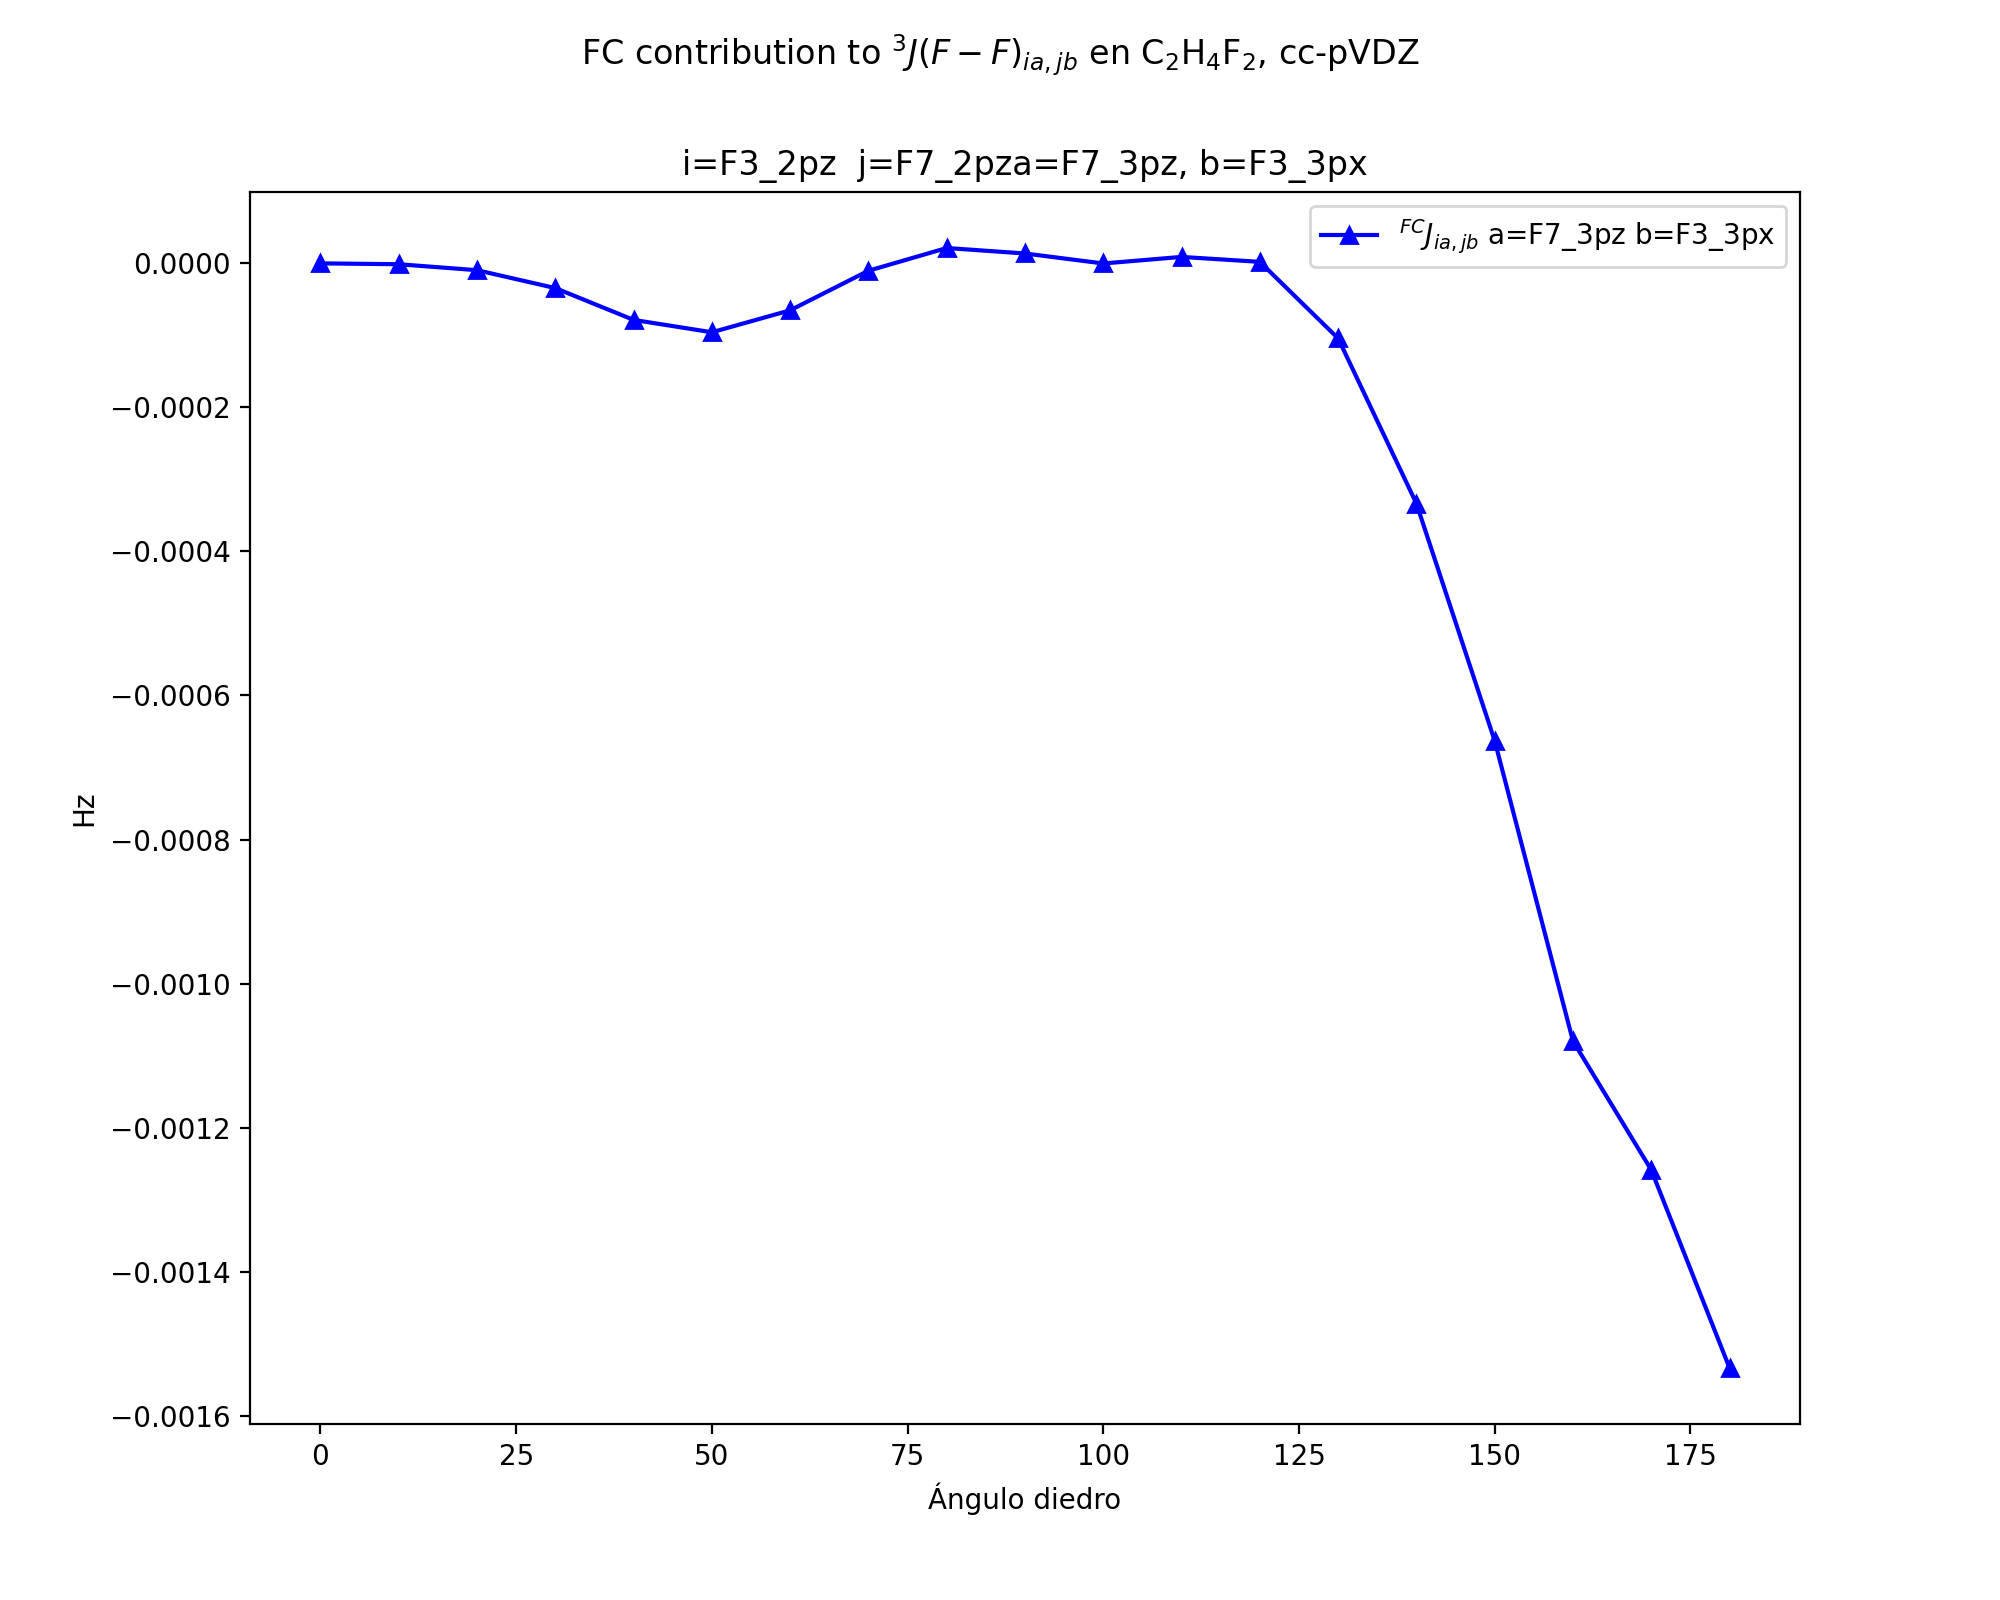 FC contribution to ³J(F − F)ᵢₐ,ⱼb en C₂H₄F₂, cc-pVDZ
i=F3_2pz  j=F7_2pza=F7_3pz, b=F3_3px
ᶠᶜJᵢₐ,ⱼb a=F7_3pz b=F3_3px
0.0000
−0.0002
−0.0004
−0.0006
−0.0008
−0.0010
−0.0012
−0.0014
−0.0016
Hz
0 25 50 75 100 125 150 175
Ángulo diedro